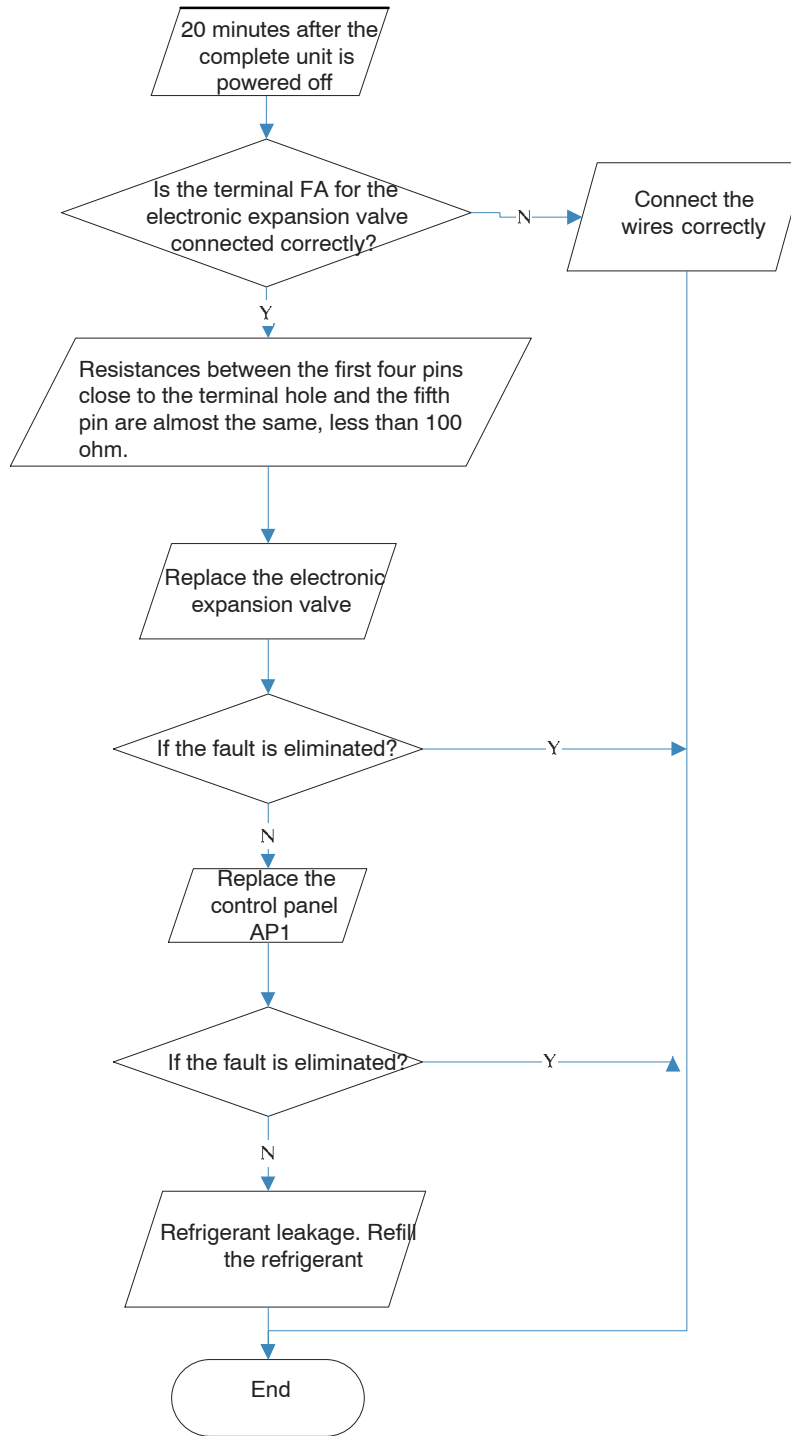 20 minutes after the
complete unit is
powered off
Is the terminal FA for the
electronic expansion valve
connected correctly?
N
Connect the
wires correctly
Y
Resistances between the first four pins
close to the terminal hole and the fifth
pin are almost the same, less than 100
ohm.
Replace the electronic
expansion valve
If the fault is eliminated?
Y
N
Replace the
control panel
AP1
If the fault is eliminated?
Y
N
Refrigerant leakage. Refill
the refrigerant
End